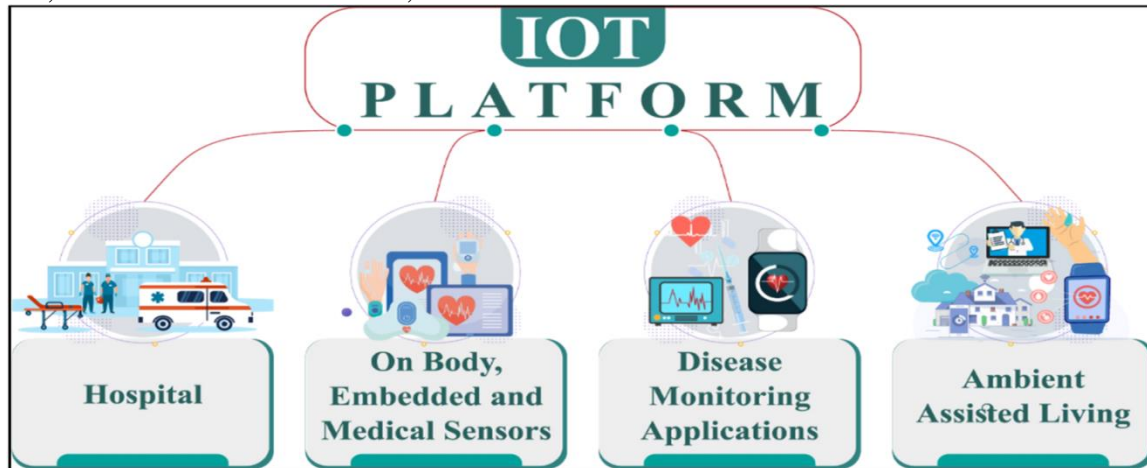 IOT
PLATFORM
Hospital
On Body,
Embedded and
Medical Sensors
Disease
Monitoring
Applications
Ambient
Assisted Living